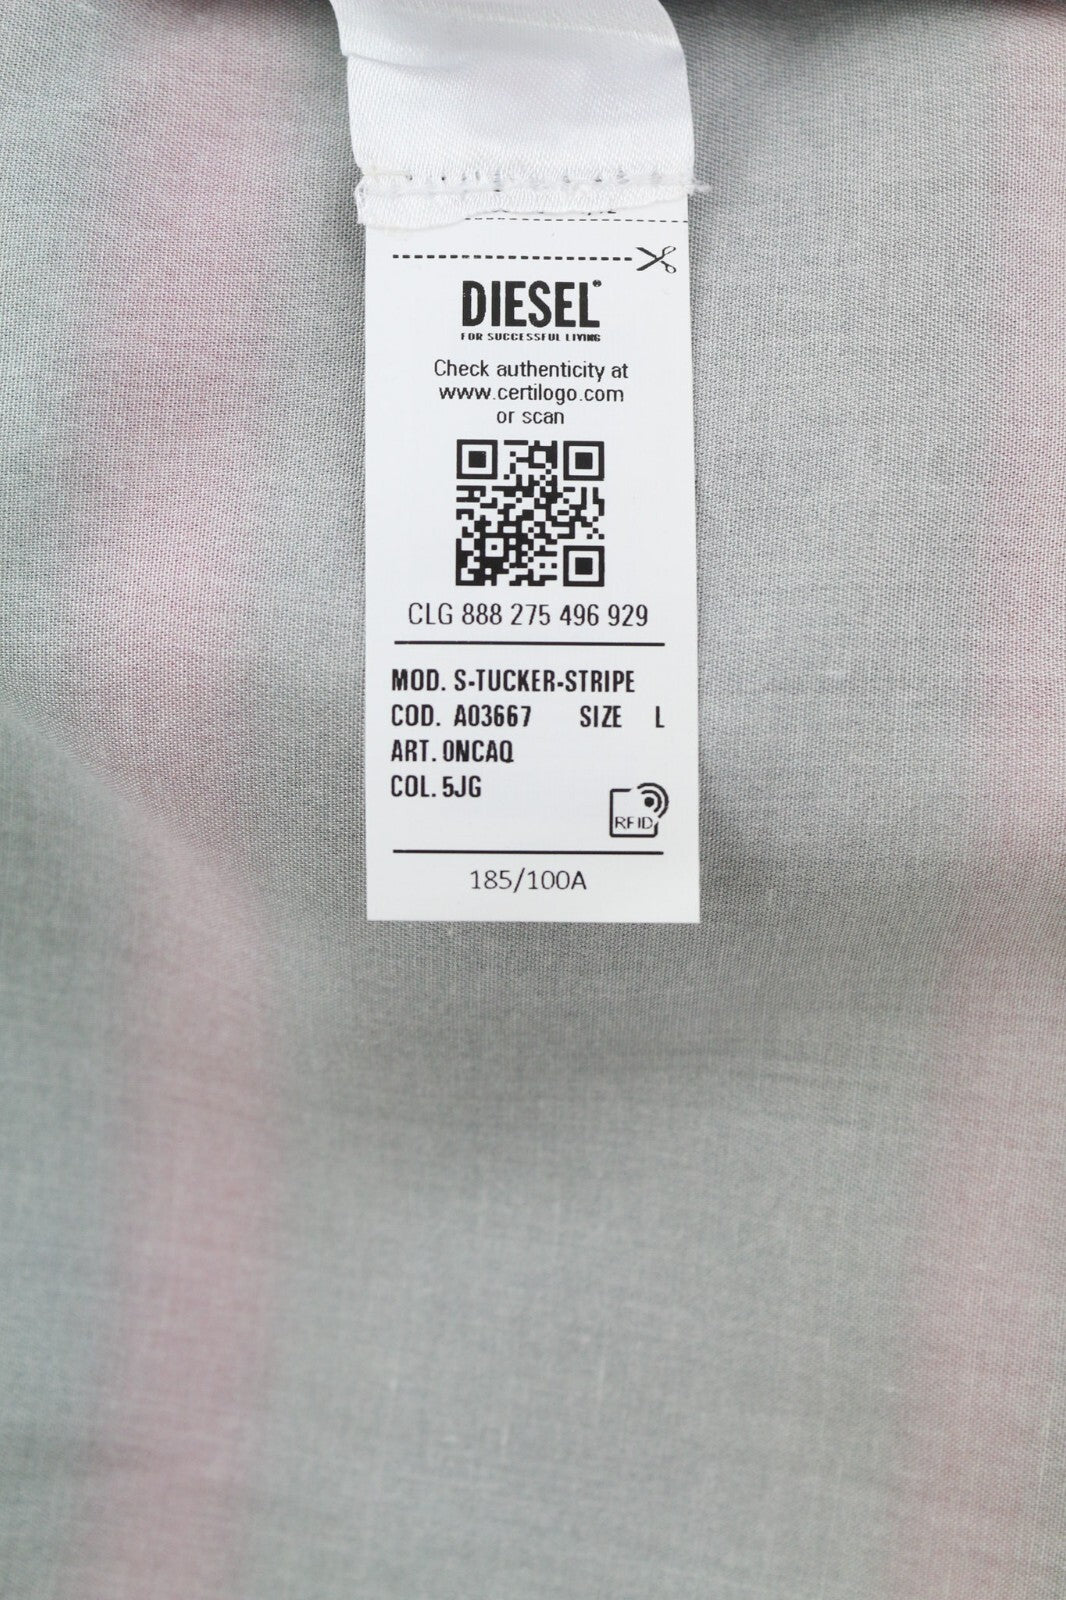 DIESEL
FOR SUCCESSFUL LIVING
Check authenticity at
www.certilogo.com
or scan
CLG 888 275 496 929
MOD. S-TUCKER-STRIPE
COD. A03667 SIZE L
ART. 0NCAQ
COL. 5JG
RFID
185/100A